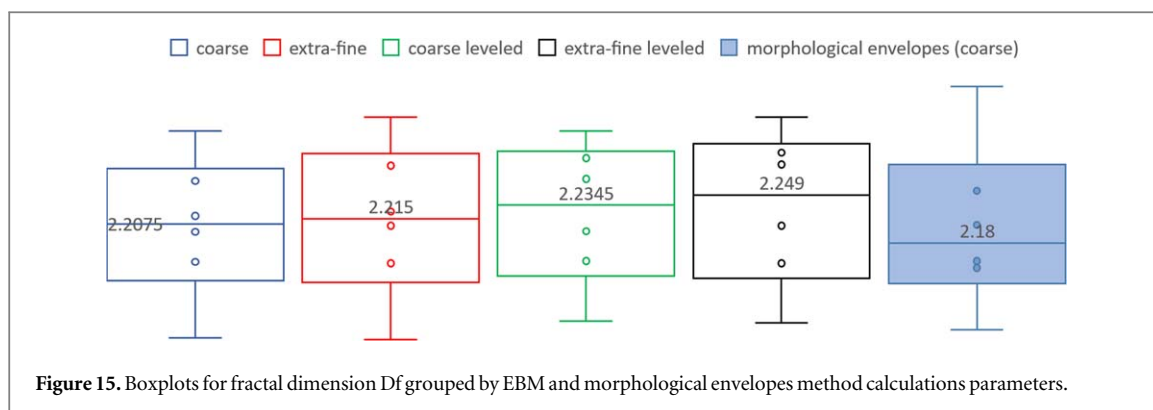 coarse extra-fine coarse leveled extra-fine leveled morphological envelopes (coarse)
2.2075
2.215
2.2345
2.249
2.18
Figure 15. Boxplots for fractal dimension Df grouped by EBM and morphological envelopes method calculations parameters.